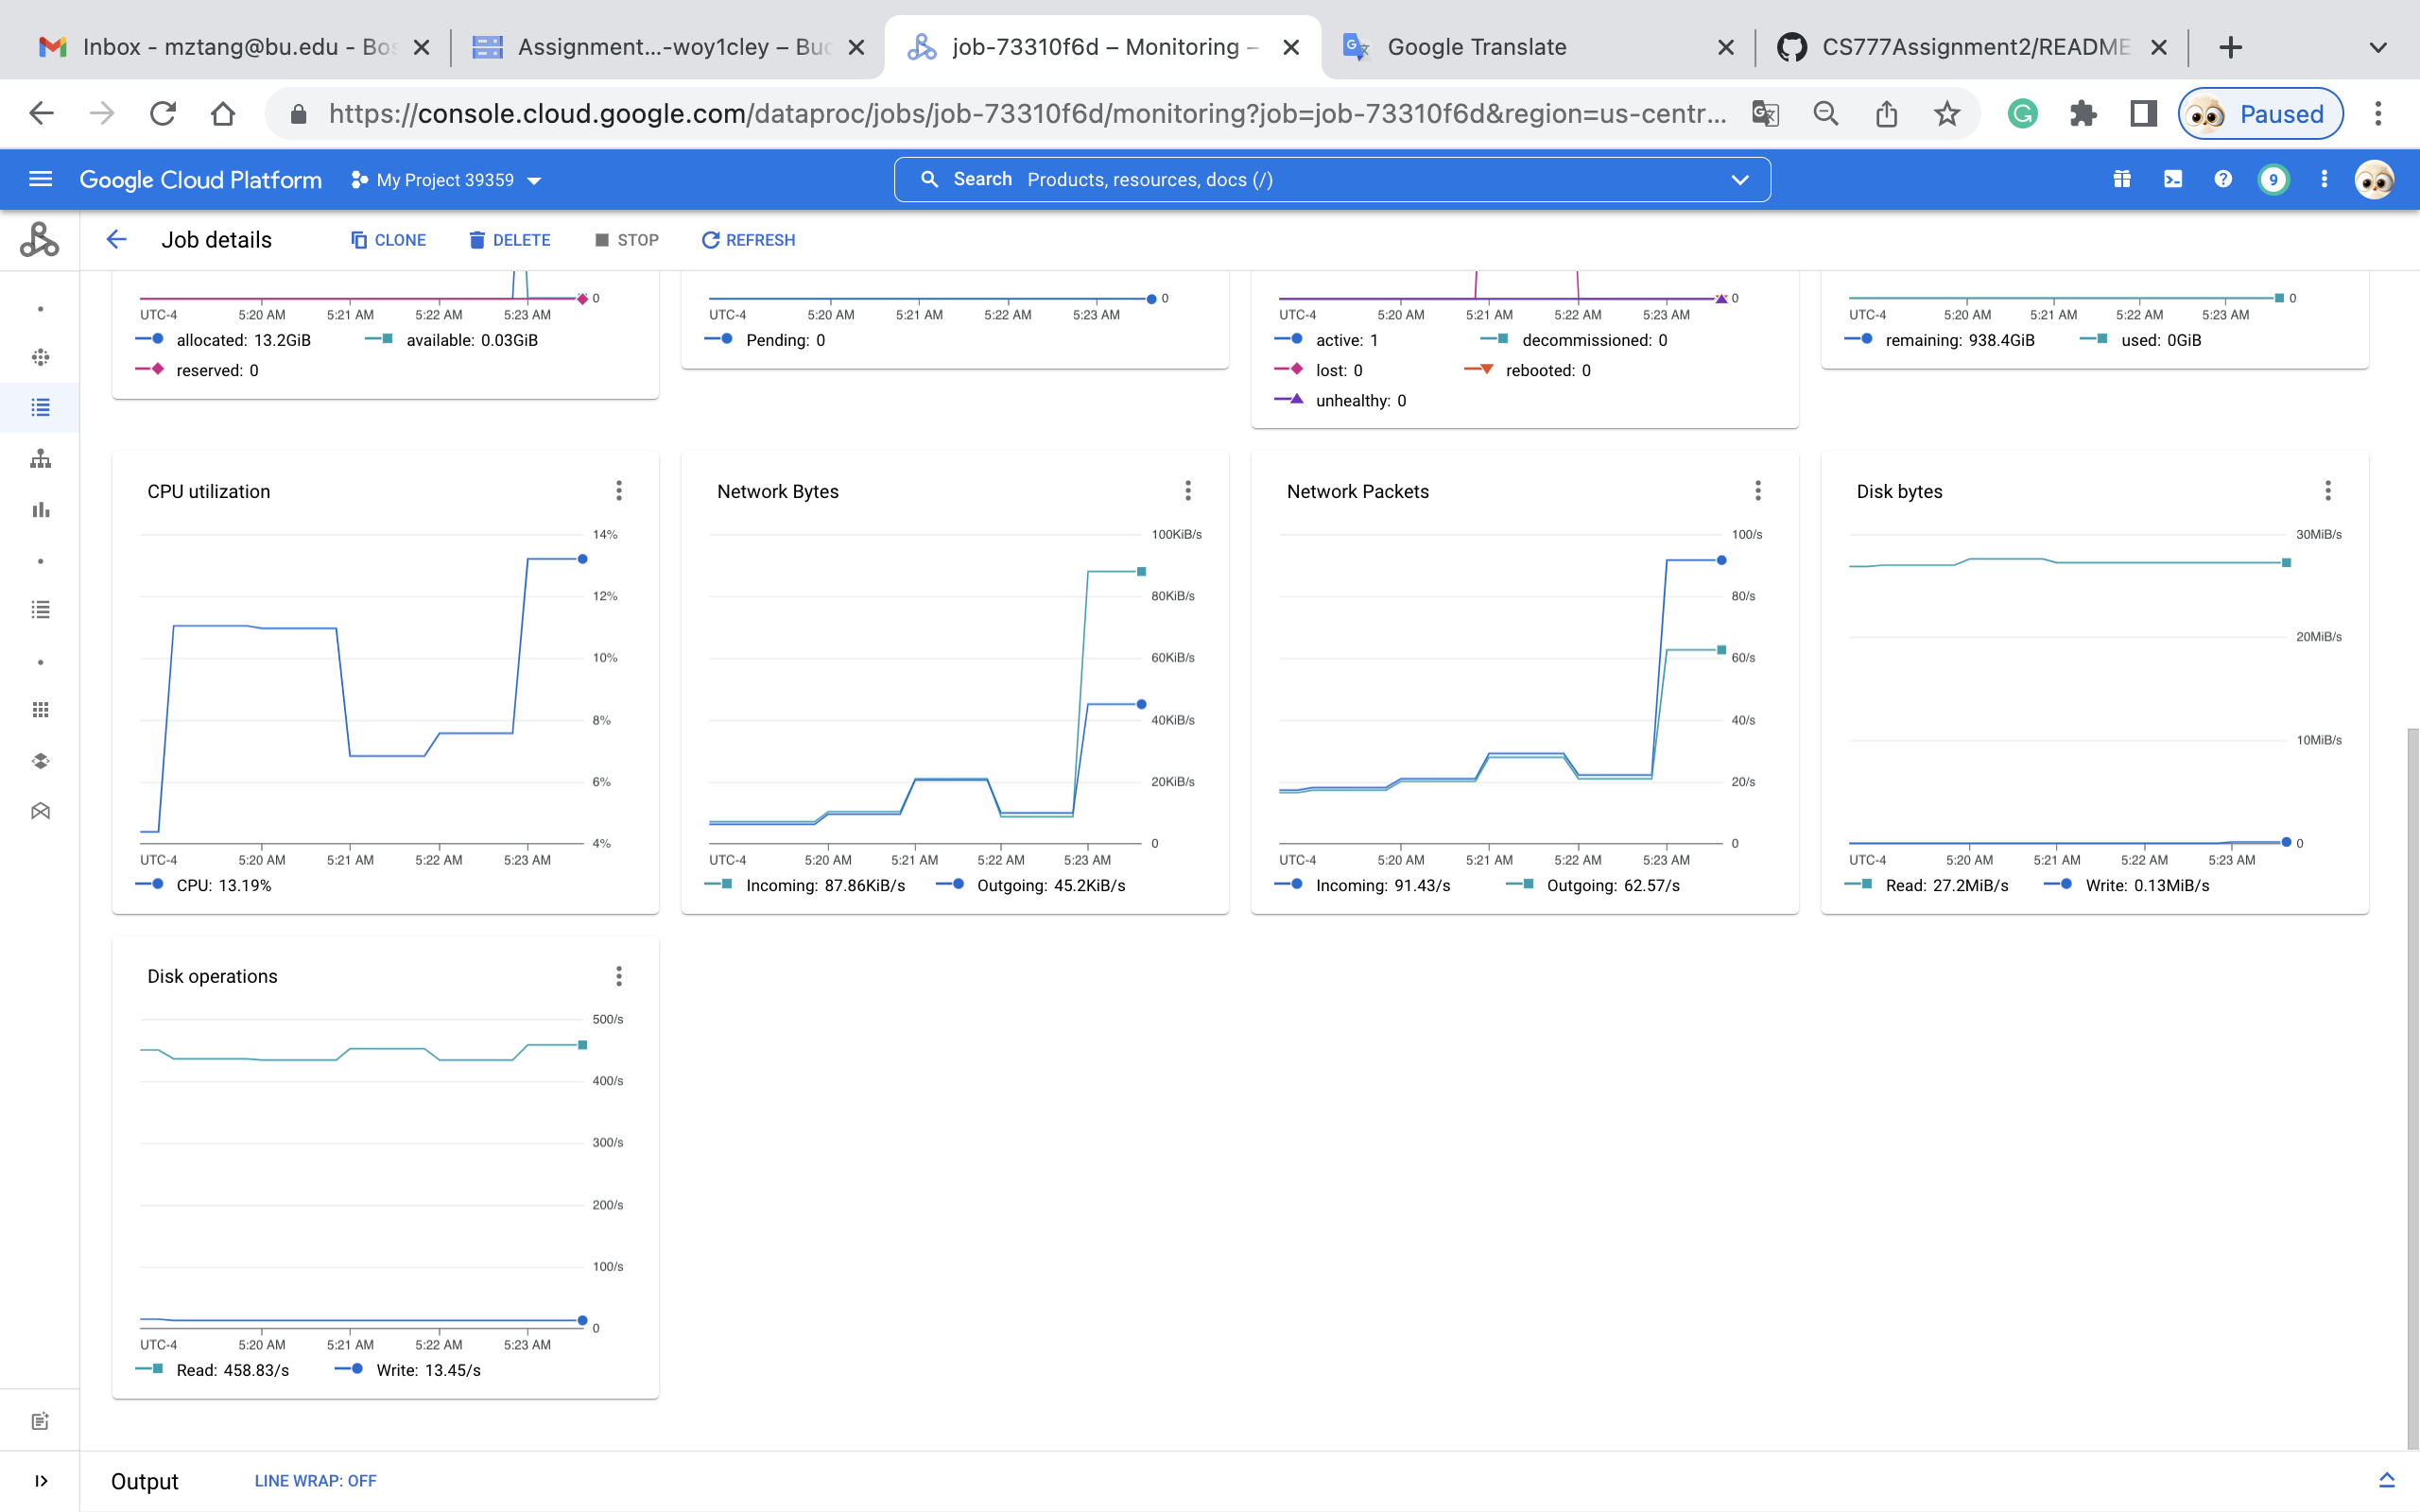 Inbox - mztang@bu.edu - Bos
Assignment...-woy1cley – Buc
job-73310f6d – Monitoring –
Google Translate
CS777Assignment2/README
https://console.cloud.google.com/dataproc/jobs/job-73310f6d/monitoring?job=job-73310f6d&region=us-centr...
Paused
Google Cloud Platform
My Project 39359
Search Products, resources, docs (/)
9
Job details
CLONE
DELETE
STOP
REFRESH
0
UTC-4 5:20 AM 5:21 AM 5:22 AM 5:23 AM
allocated: 13.2GiB available: 0.03GiB
reserved: 0
0
UTC-4 5:20 AM 5:21 AM 5:22 AM 5:23 AM
Pending: 0
0
UTC-4 5:20 AM 5:21 AM 5:22 AM 5:23 AM
active: 1 decommissioned: 0
lost: 0 rebooted: 0
unhealthy: 0
0
UTC-4 5:20 AM 5:21 AM 5:22 AM 5:23 AM
remaining: 938.4GiB used: 0GiB
CPU utilization
14%
12%
10%
8%
6%
4%
UTC-4 5:20 AM 5:21 AM 5:22 AM 5:23 AM
CPU: 13.19%
Network Bytes
100KiB/s
80KiB/s
60KiB/s
40KiB/s
20KiB/s
0
UTC-4 5:20 AM 5:21 AM 5:22 AM 5:23 AM
Incoming: 87.86KiB/s Outgoing: 45.2KiB/s
Network Packets
100/s
80/s
60/s
40/s
20/s
0
UTC-4 5:20 AM 5:21 AM 5:22 AM 5:23 AM
Incoming: 91.43/s Outgoing: 62.57/s
Disk bytes
30MiB/s
20MiB/s
10MiB/s
0
UTC-4 5:20 AM 5:21 AM 5:22 AM 5:23 AM
Read: 27.2MiB/s Write: 0.13MiB/s
Disk operations
500/s
400/s
300/s
200/s
100/s
0
UTC-4 5:20 AM 5:21 AM 5:22 AM 5:23 AM
Read: 458.83/s Write: 13.45/s
Output
LINE WRAP: OFF